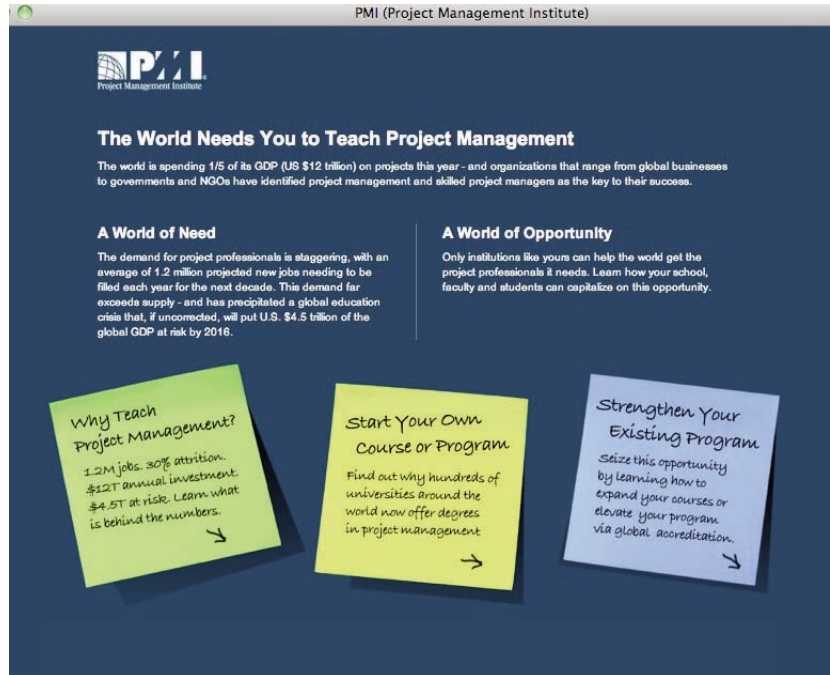 PMI (Project Management Institute)
PMI
Project Management Institute
The World Needs You to Teach Project Management
The world is spending 1/5 of its GDP (US $12 trillion) on projects this year - and organizations that range from global businesses
to governments and NGOs have identified project management and skilled project managers as the key to their success.
A World of Need
The demand for project professionals is staggering, with an
average of 1.2 million projected new jobs needing to be
filled each year for the next decade. This demand far
exceeds supply - and has precipitated a global education
crisis that, if uncorrected, will put U.S. $4.5 trillion of the
global GDP at risk by 2016.
A World of Opportunity
Only institutions like yours can help the world get the
project professionals it needs. Learn how your school,
faculty and students can capitalize on this opportunity.
Why Teach
Project Management?
1.2M jobs. 30% attrition.
$12T annual investment.
$4.5T at risk. Learn what
is behind the numbers.
Start Your Own
Course or Program
Find out why hundreds of
universities around the
world now offer degrees
in project management
Strengthen Your
Existing Program
Seize this opportunity
by learning how to
expand your courses or
elevate your program
via global accreditation.